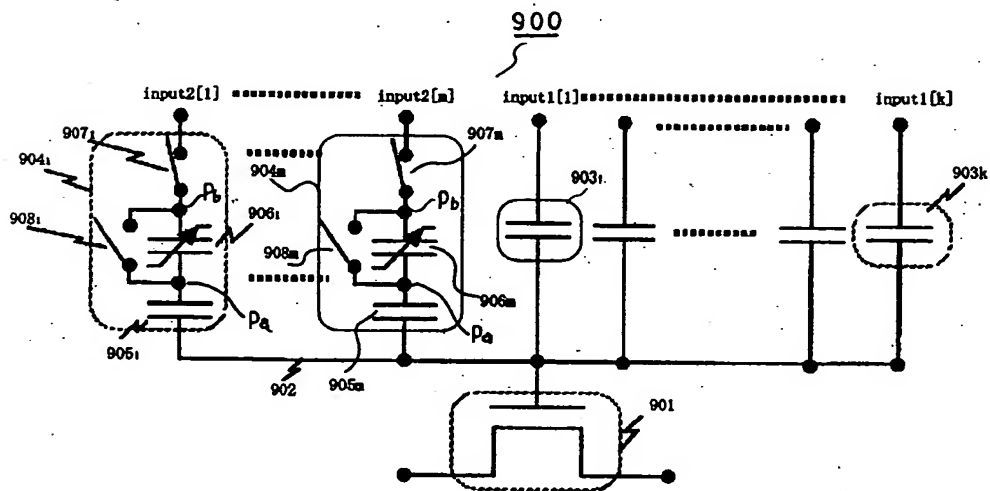 900
input2[1] input2[m] input1[1] input1[k]
907₁ 907m
904₁ 904m 903₁ 903k
Pb Pb
908₁ 906₁ 908m 906m
Pa Pa
905₁ 902 905m 901